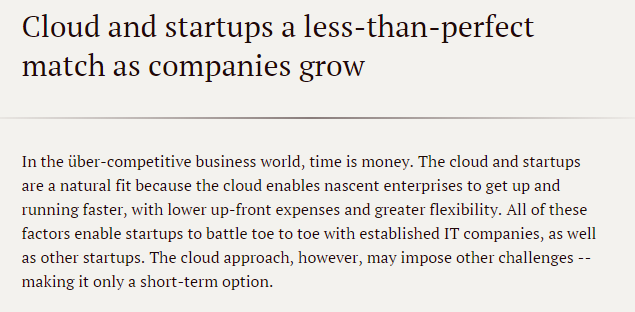 Cloud and startups a less-than-perfect
match as companies grow
In the über-competitive business world, time is money. The cloud and startups
are a natural fit because the cloud enables nascent enterprises to get up and
running faster, with lower up-front expenses and greater flexibility. All of these
factors enable startups to battle toe to toe with established IT companies, as well
as other startups. The cloud approach, however, may impose other challenges --
making it only a short-term option.